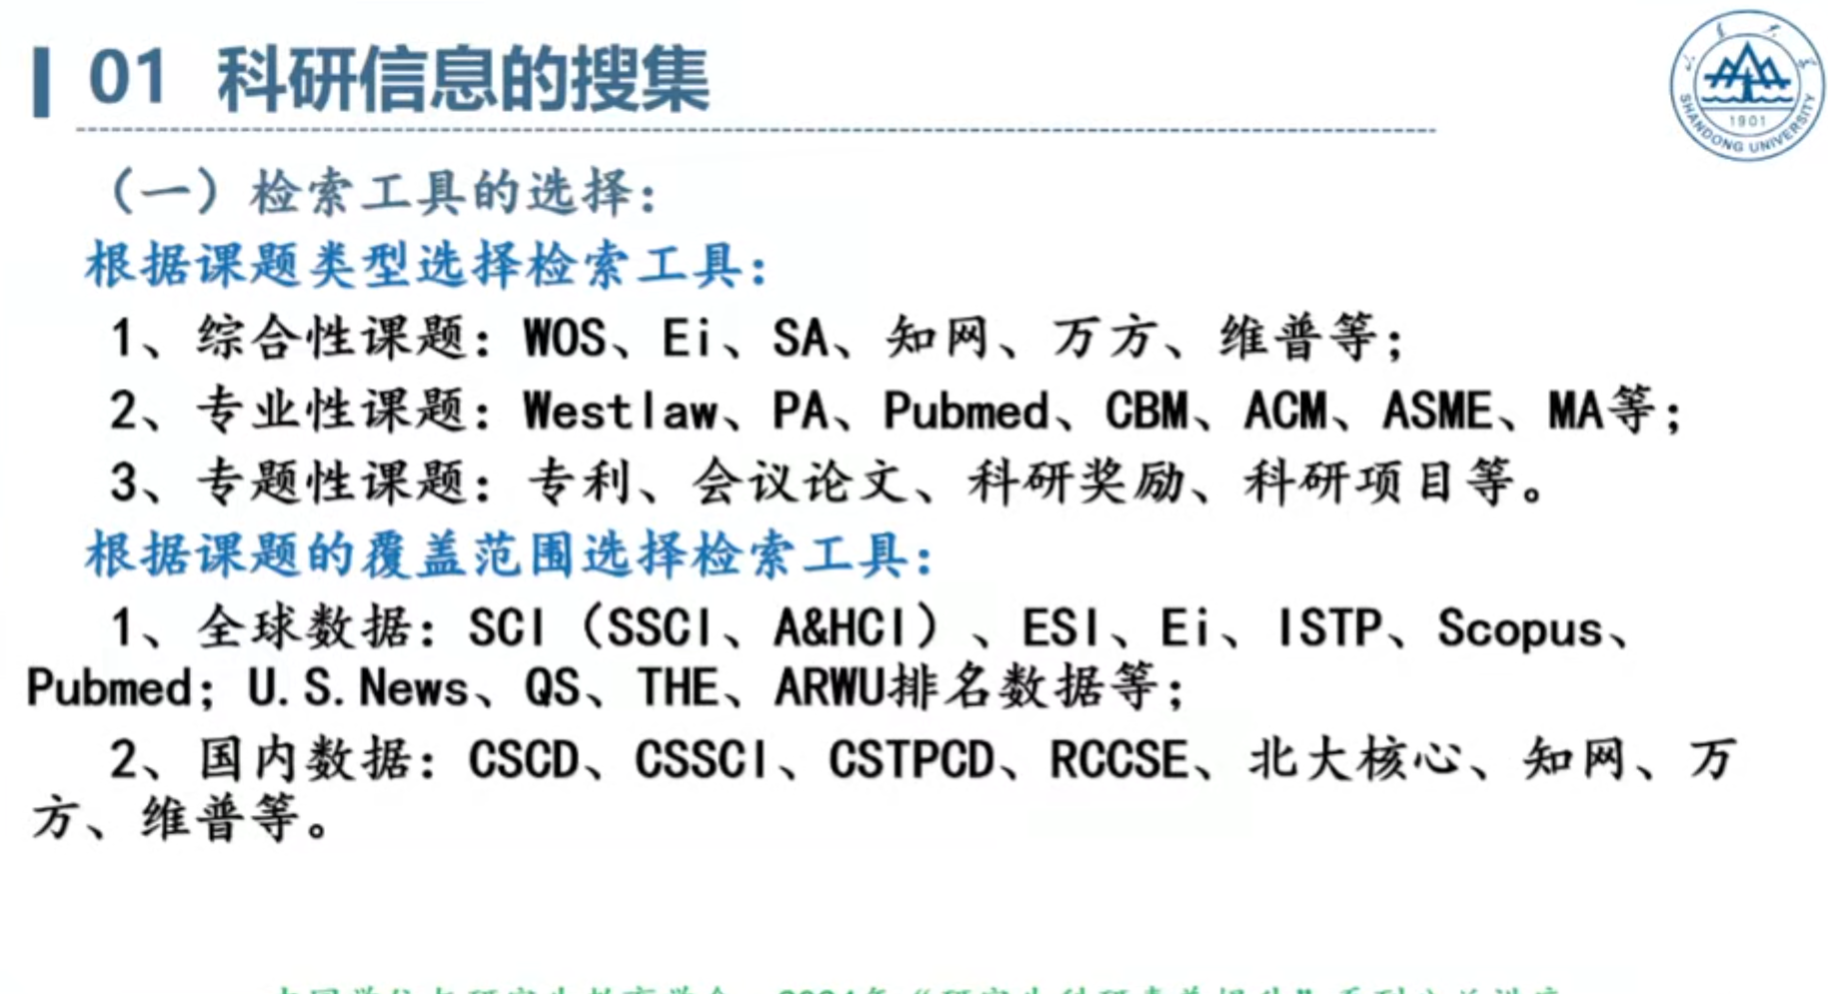 01 科研信息的搜集
SHANDONG UNIVERSITY
1901
（一）检索工具的选择：
根据课题类型选择检索工具：
1、综合性课题：WOS、Ei、SA、知网、万方、维普等；
2、专业性课题：Westlaw、PA、Pubmed、CBM、ACM、ASME、MA等；
3、专题性课题：专利、会议论文、科研奖励、科研项目等。
根据课题的覆盖范围选择检索工具：
1、全球数据：SCI（SSCI、A&HCI）、ESI、Ei、ISTP、Scopus、
Pubmed；U.S.News、QS、THE、ARWU排名数据等；
2、国内数据：CSCD、CSSCI、CSTPCD、RCCSE、北大核心、知网、万
方、维普等。